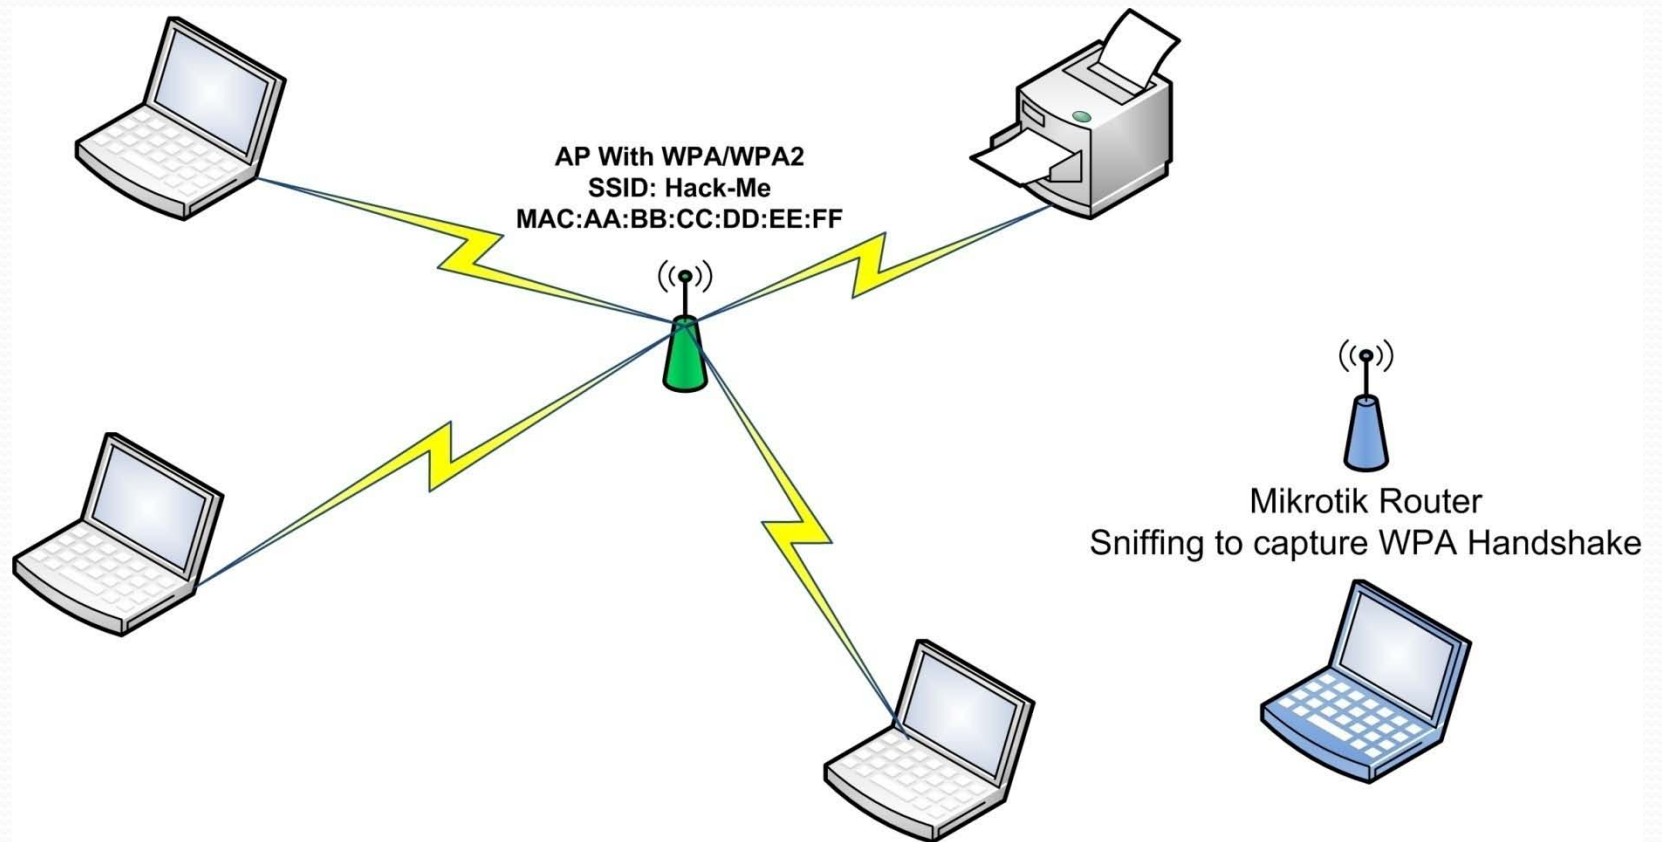 AP With WPA/WPA2
SSID: Hack-Me
MAC:AA:BB:CC:DD:EE:FF
Mikrotik Router
Sniffing to capture WPA Handshake